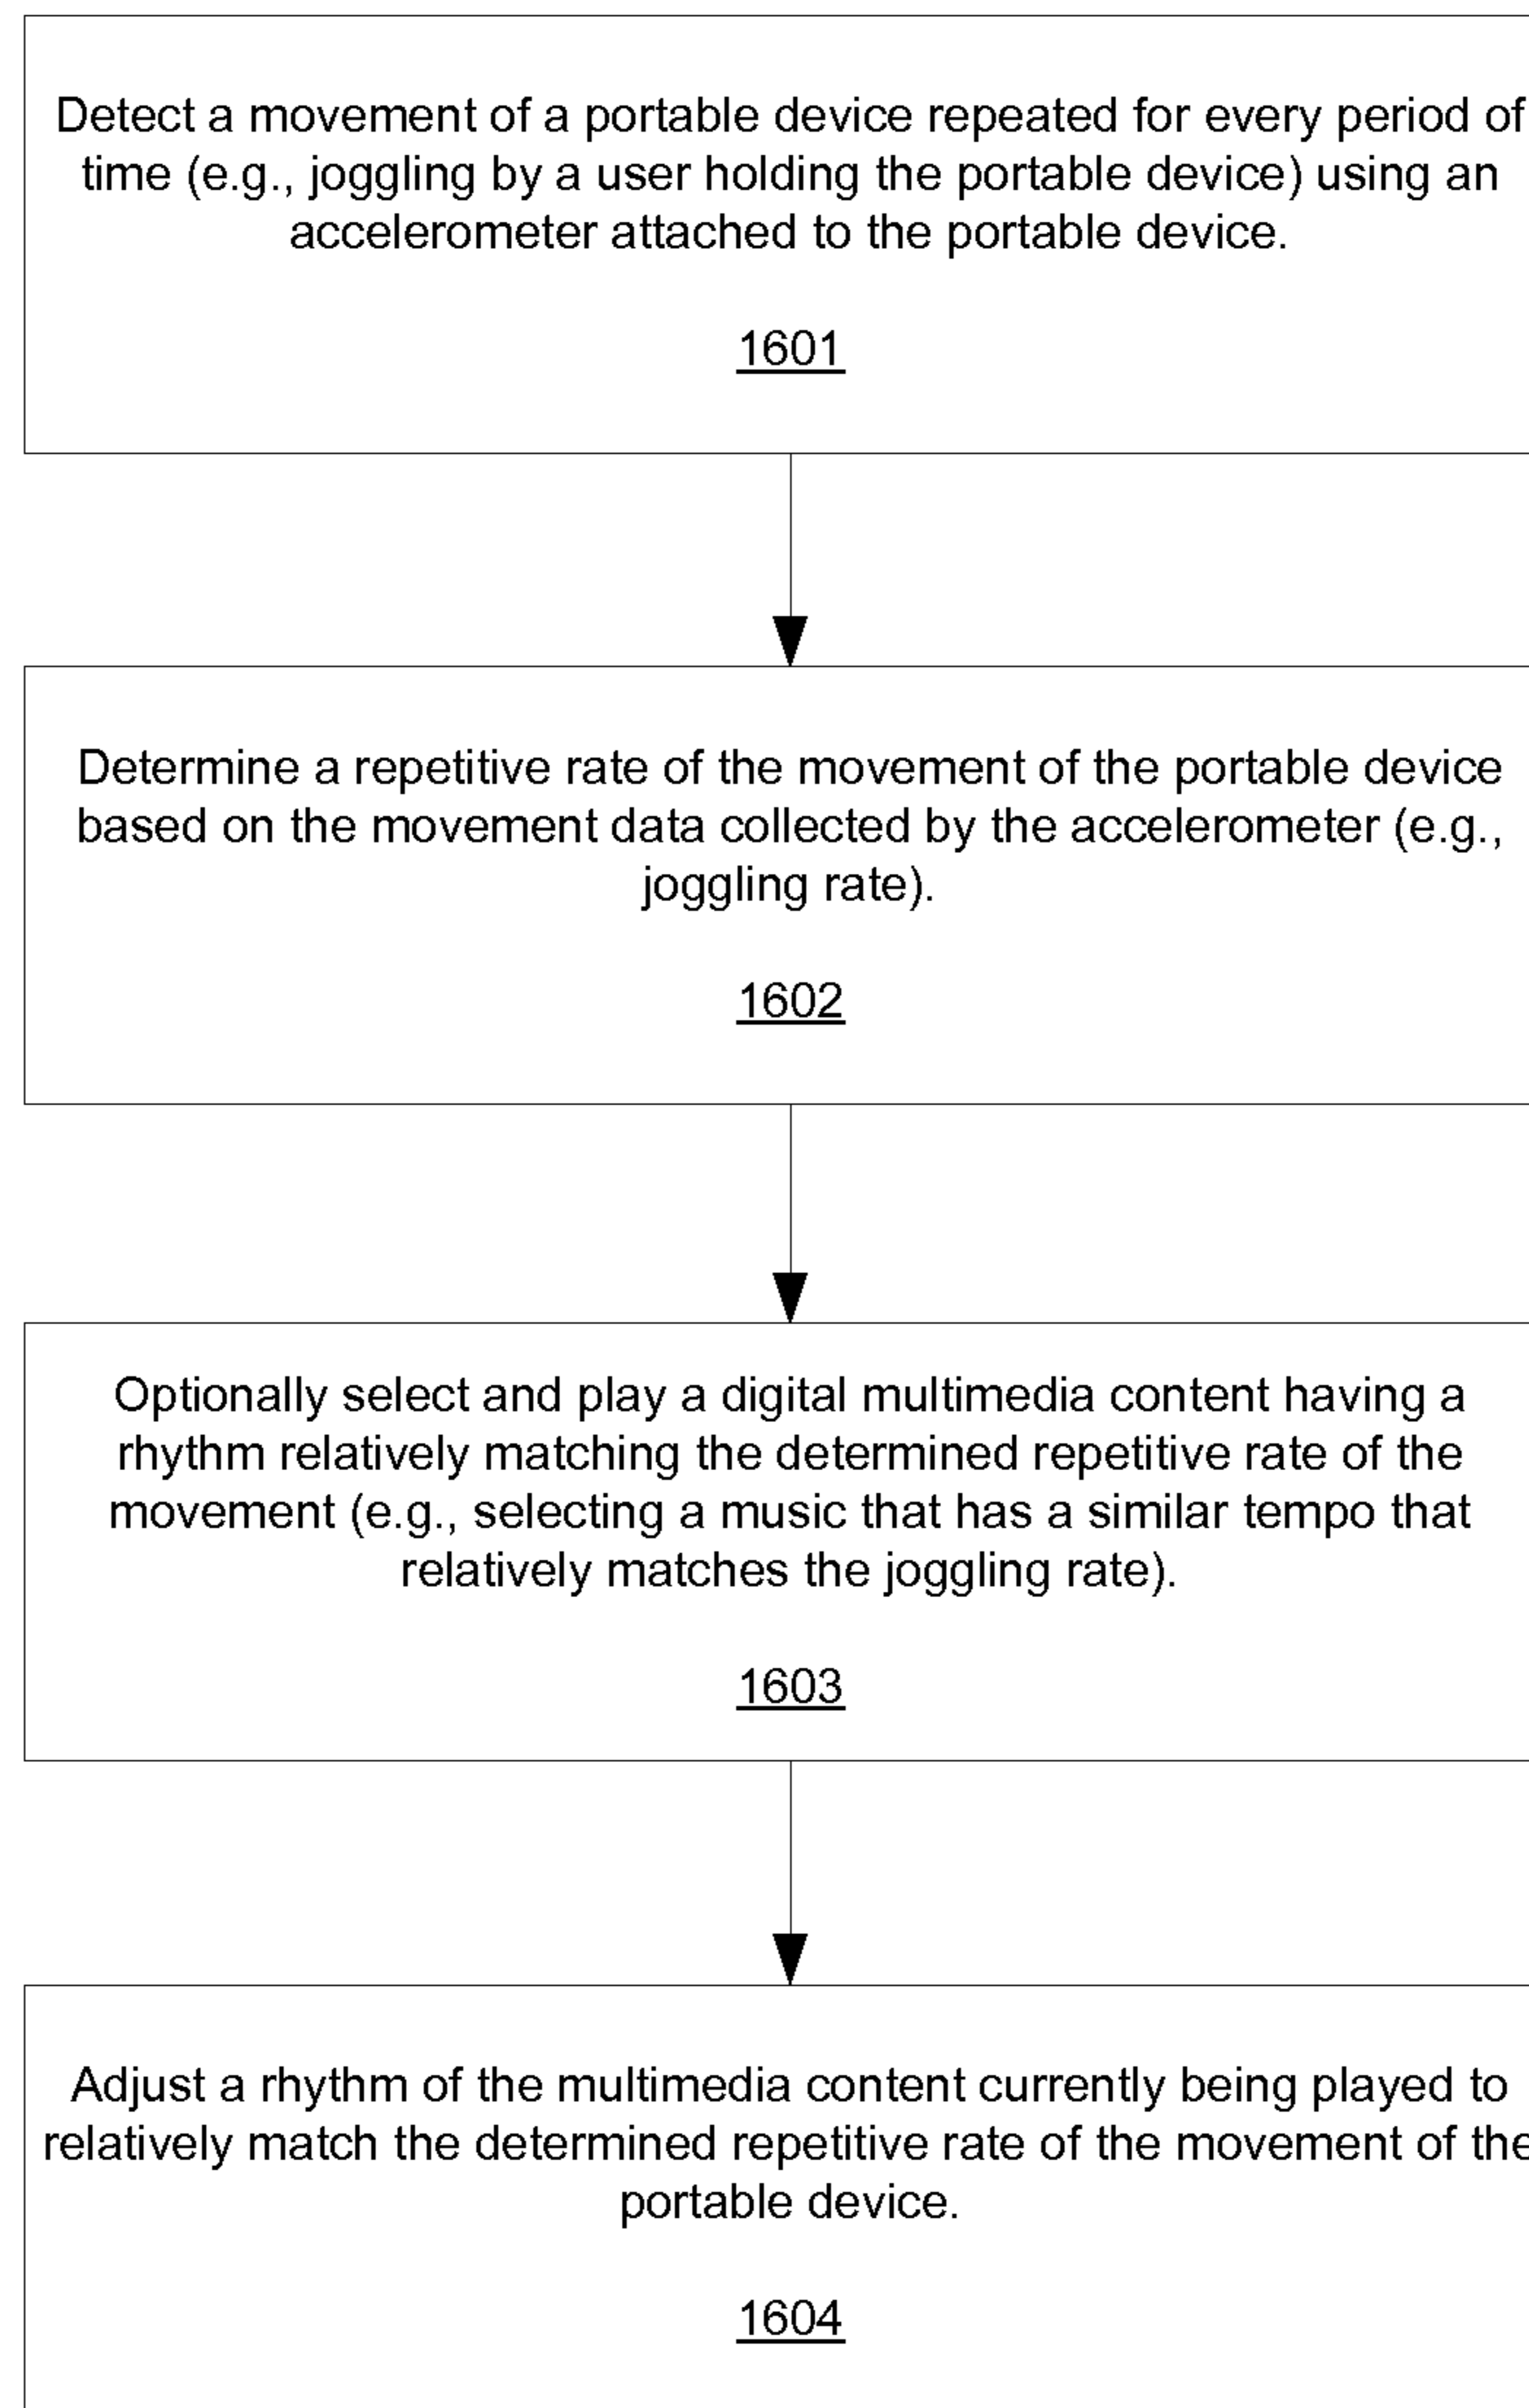 Detect a movement of a portable device repeated for every period of
time (e.g., joggling by a user holding the portable device) using an
accelerometer attached to the portable device.
1601
Determine a repetitive rate of the movement of the portable device
based on the movement data collected by the accelerometer (e.g.,
joggling rate).
1602
Optionally select and play a digital multimedia content having a
rhythm relatively matching the determined repetitive rate of the
movement (e.g., selecting a music that has a similar tempo that
relatively matches the joggling rate).
1603
Adjust a rhythm of the multimedia content currently being played to
relatively match the determined repetitive rate of the movement of the
portable device.
1604